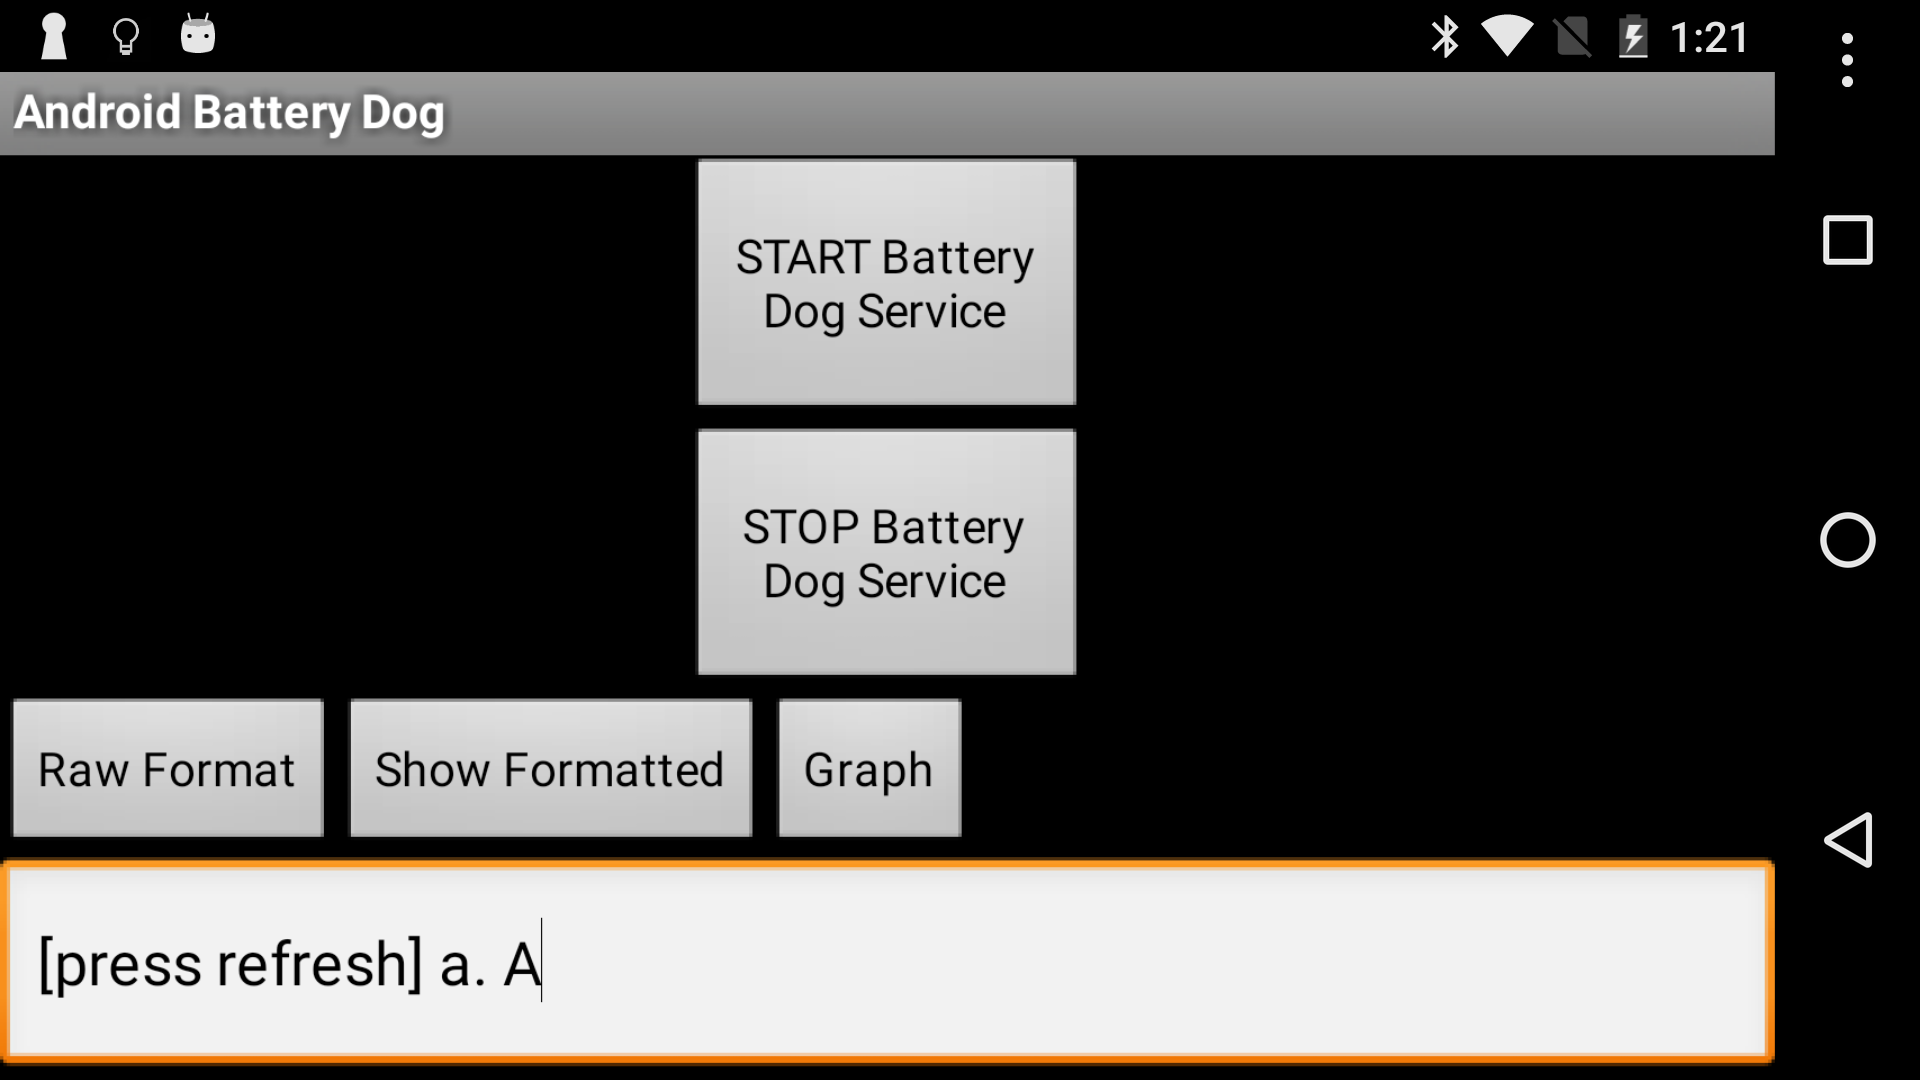 1:21
Android Battery Dog
START Battery
Dog Service
STOP Battery
Dog Service
Raw Format
Show Formatted
Graph
[press refresh] a. A